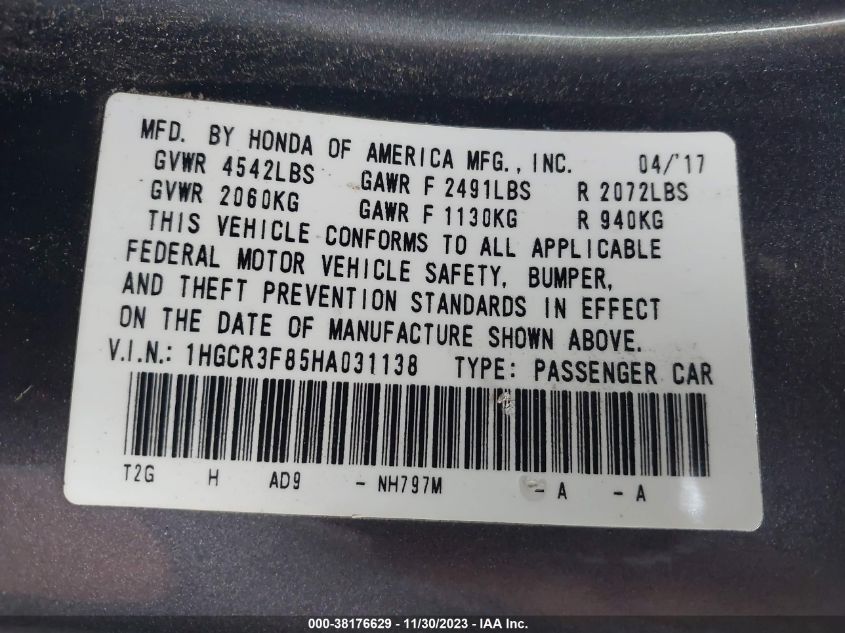 MFD. BY HONDA OF AMERICA MFG., INC. 04/'17
GVWR 4542LBS GAWR F 2491LBS R 2072LBS
GVWR 2060KG GAWR F 1130KG R 940KG
THIS VEHICLE CONFORMS TO ALL APPLICABLE
FEDERAL MOTOR VEHICLE SAFETY, BUMPER,
AND THEFT PREVENTION STANDARDS IN EFFECT
ON THE DATE OF MANUFACTURE SHOWN ABOVE.
V.I.N.: 1HGCR3F85HA031138 TYPE: PASSENGER CAR
T2G H AD9 - NH797M - A - A
000-38176629 - 11/30/2023 - IAA Inc.